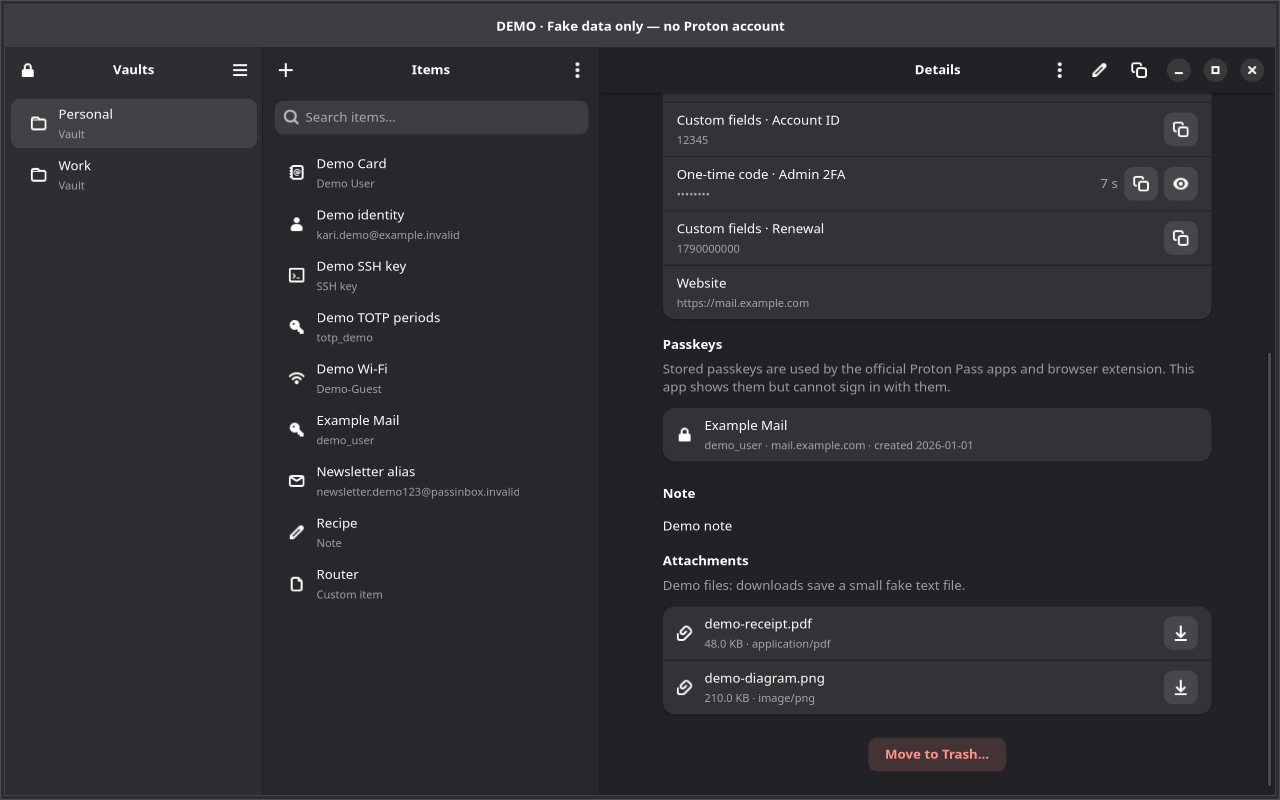 DEMO · Fake data only — no Proton account
Vaults
Personal
Vault
Work
Vault
Items
Search items...
Demo Card
Demo User
Demo identity
kari.demo@example.invalid
Demo SSH key
SSH key
Demo TOTP periods
totp_demo
Demo Wi-Fi
Demo-Guest
Example Mail
demo_user
Newsletter alias
newsletter.demo123@passinbox.invalid
Recipe
Note
Router
Custom item
Details
Custom fields · Account ID
12345
One-time code · Admin 2FA
••••••••
7 s
Custom fields · Renewal
1790000000
Website
https://mail.example.com
Passkeys
Stored passkeys are used by the official Proton Pass apps and browser extension. This
app shows them but cannot sign in with them.
Example Mail
demo_user · mail.example.com · created 2026-01-01
Note
Demo note
Attachments
Demo files: downloads save a small fake text file.
demo-receipt.pdf
48.0 KB · application/pdf
demo-diagram.png
210.0 KB · image/png
Move to Trash...